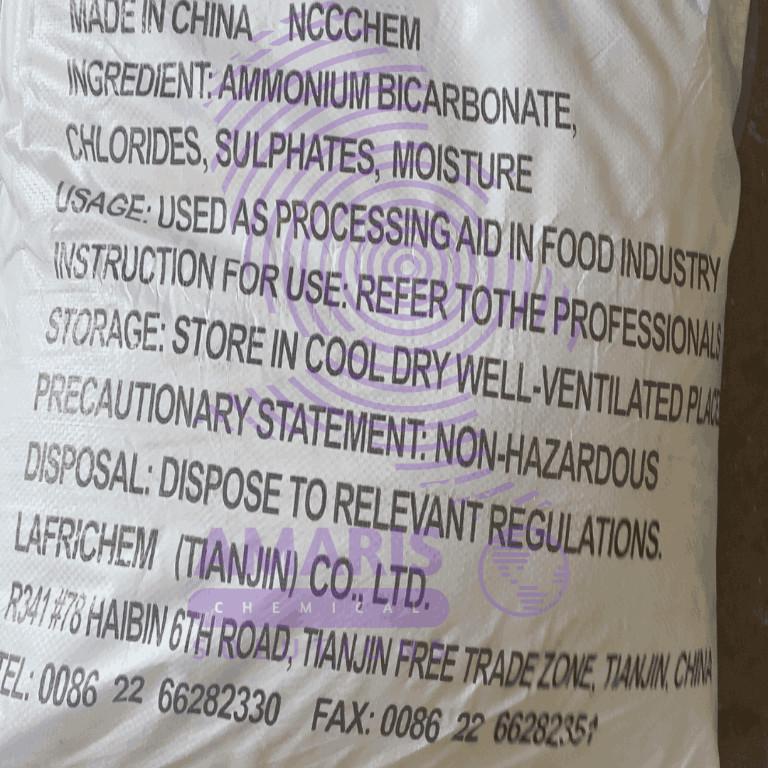 MADE IN CHINA NCCCHEM
INGREDIENT: AMMONIUM BICARBONATE,
CHLORIDES, SULPHATES, MOISTURE
USAGE: USED AS PROCESSING AID IN FOOD INDUSTRY
INSTRUCTION FOR USE: REFER TOTHE PROFESSIONALS
STORAGE: STORE IN COOL DRY WELL-VENTILATED PLACE
PRECAUTIONARY STATEMENT: NON-HAZARDOUS
DISPOSAL: DISPOSE TO RELEVANT REGULATIONS.
AMARIS
LAFRICHEM (TIANJIN) CO., LTD.
CHEMICAL
R341 #78 HAIBIN 6TH ROAD, TIANJIN FREE TRADE ZONE, TIANJIN, CHINA
TEL: 0086 22 66282330 FAX: 0086 22 66282351